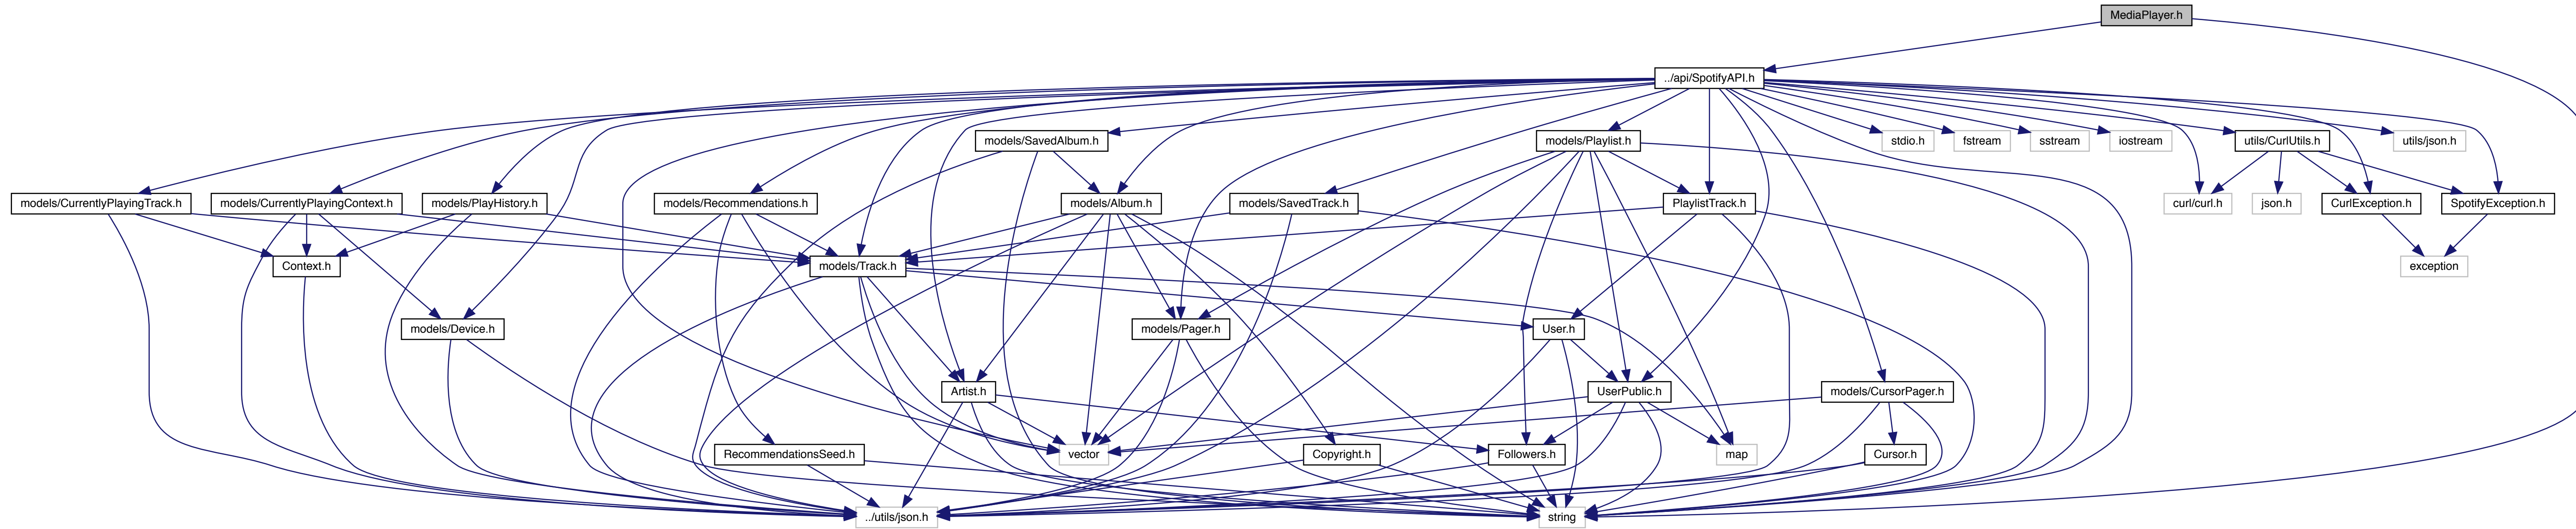 MediaPlayer.h
../api/SpotifyAPI.h
models/SavedAlbum.h
models/Playlist.h
stdio.h
fstream
sstream
iostream
utils/CurlUtils.h
utils/json.h
models/CurrentlyPlayingTrack.h
models/CurrentlyPlayingContext.h
models/PlayHistory.h
models/Recommendations.h
models/Album.h
models/SavedTrack.h
PlaylistTrack.h
curl/curl.h
json.h
CurlException.h
SpotifyException.h
Context.h
models/Track.h
exception
models/Device.h
models/Pager.h
User.h
Artist.h
UserPublic.h
models/CursorPager.h
RecommendationsSeed.h
vector
Copyright.h
Followers.h
map
Cursor.h
../utils/json.h
string